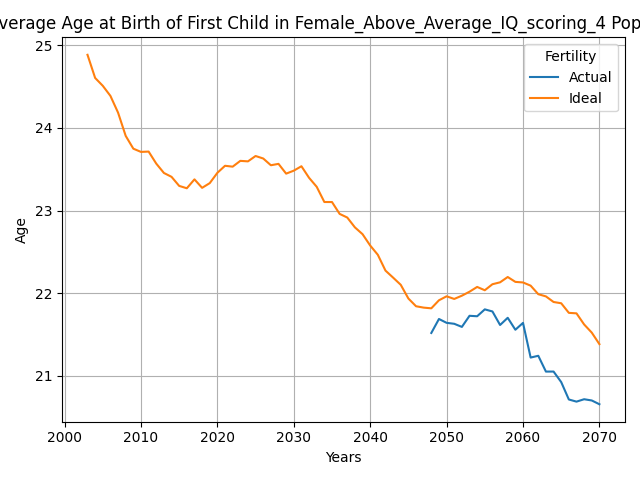 verage Age at Birth of First Child in Female_Above_Average_IQ_scoring_4 Pop
Fertility
Actual
Ideal
25
24
23
22
21
Age
2000 2010 2020 2030 2040 2050 2060 2070
Years